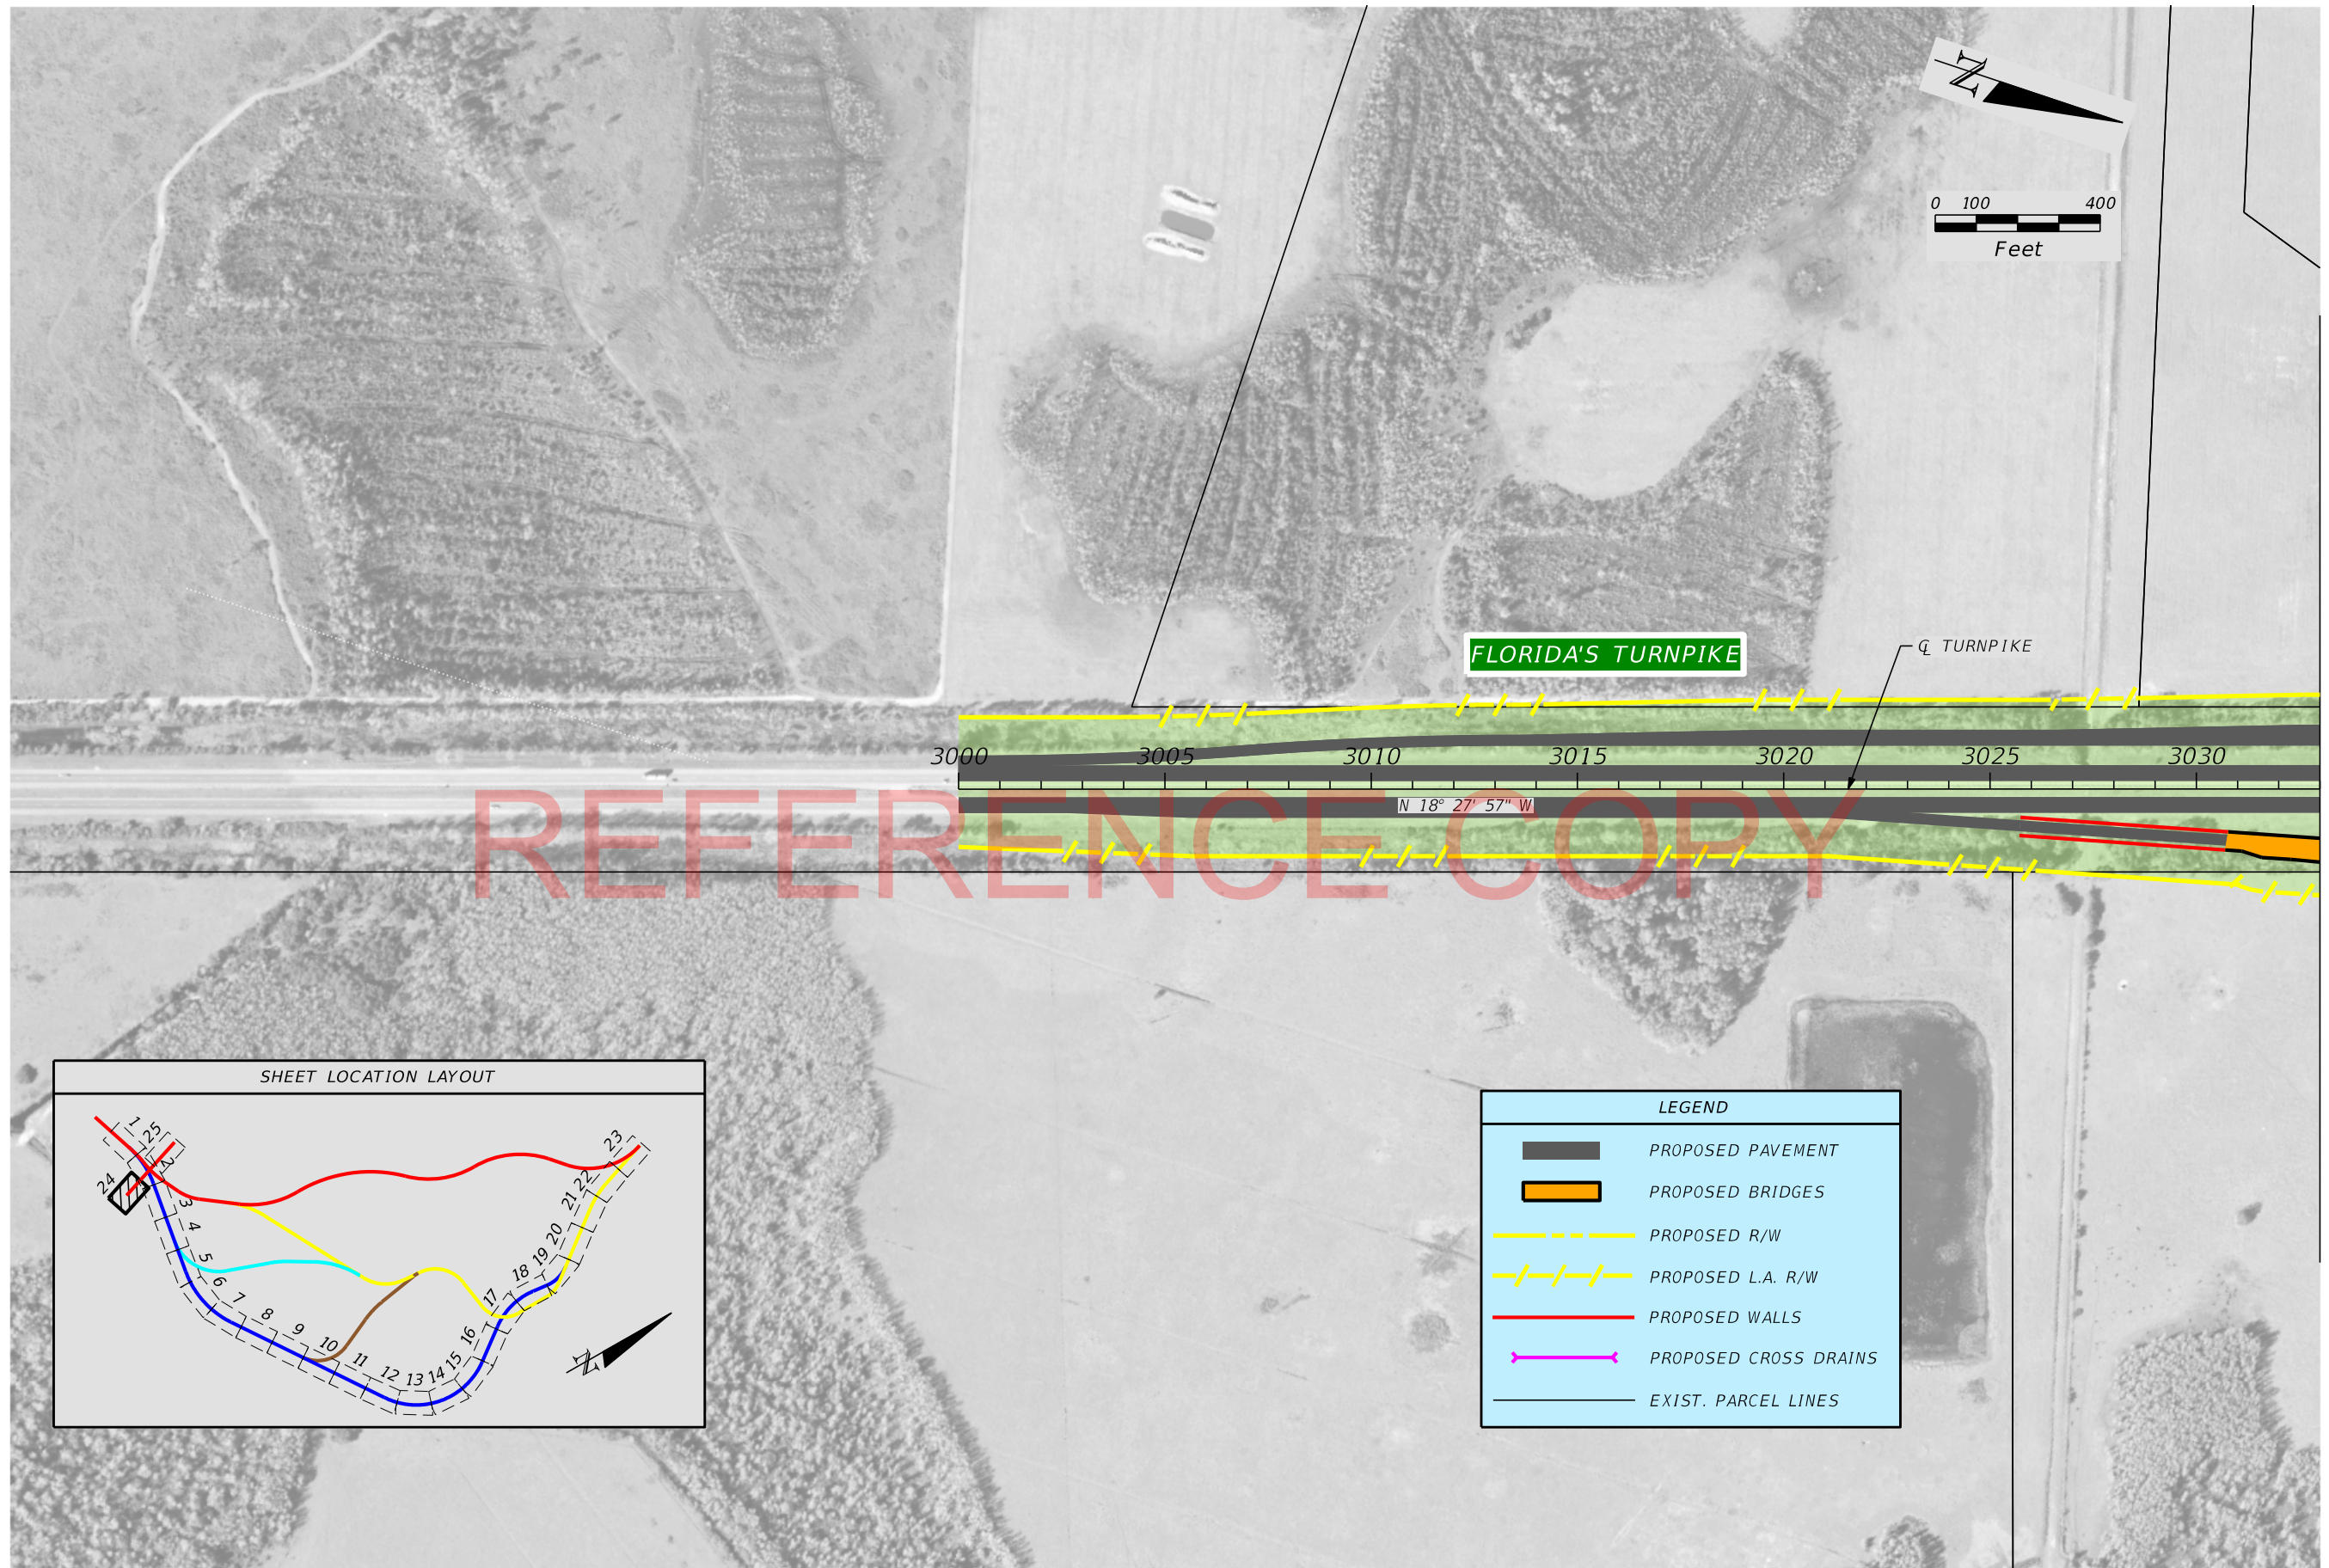 N
0 100 400
Feet
FLORIDA'S TURNPIKE
℄ TURNPIKE
3000 3005 3010 3015 3020 3025 3030
N 18° 27' 57" W
REFERENCE COPY
SHEET LOCATION LAYOUT
1
25
2
24
3
4
5
6
7
8
9
10
11
12
13
14
15
16
17
18
19
20
21
22
23
N
LEGEND
PROPOSED PAVEMENT
PROPOSED BRIDGES
PROPOSED R/W
PROPOSED L.A. R/W
PROPOSED WALLS
PROPOSED CROSS DRAINS
EXIST. PARCEL LINES